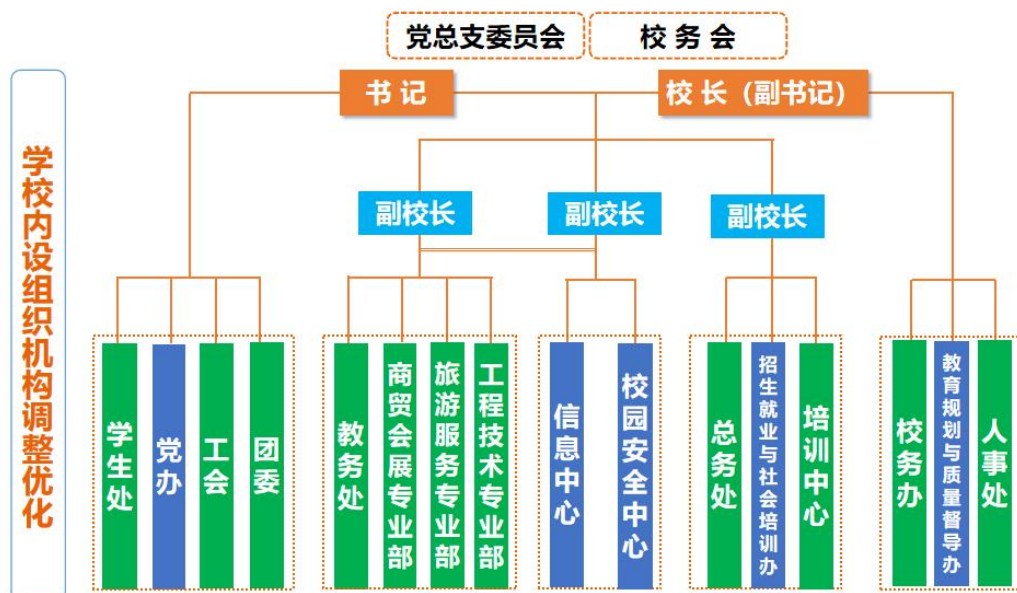 党总支委员会
校务会
学校内设组织机构调整优化
书记
校长（副书记）
副校长
副校长
副校长
学生处
党办
工会
团委
教务处
商贸会展专业部
旅游服务专业部
工程技术专业部
信息中心
校园安全中心
总务处
招生就业与社会培训办
培训中心
校务办
教育规划与质量督导办
人事处